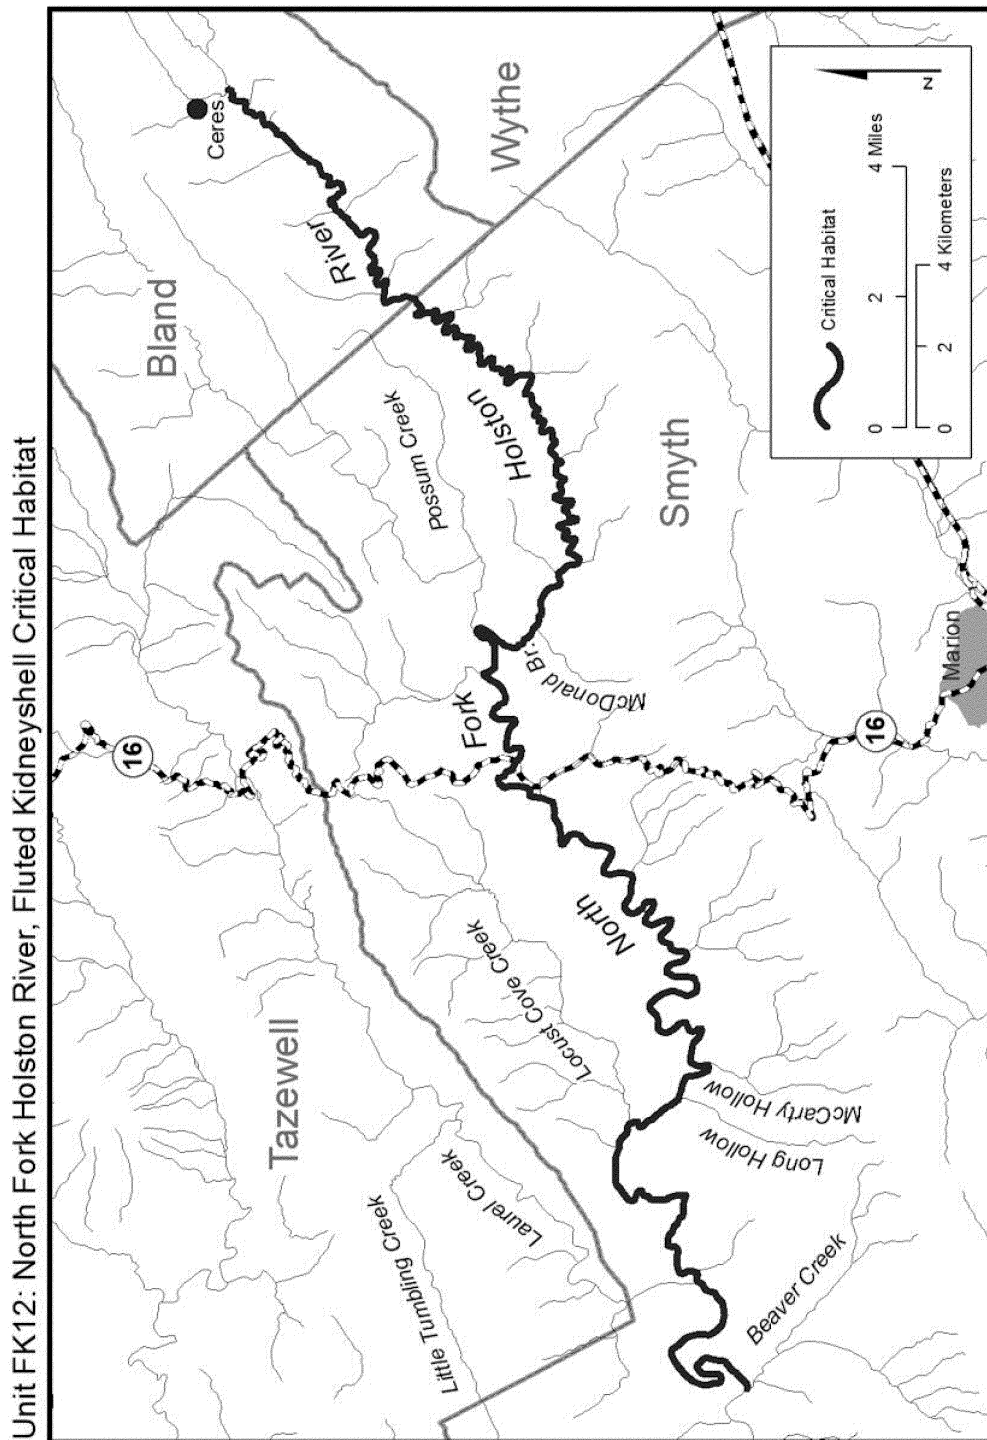 Unit FK12: North Fork Holston River, Fluted Kidneyshell Critical Habitat
Ceres
Bland
Wythe
River
Holston
Possum Creek
Smyth
Tazewell
16
Fork
McDonald Br.
16
Marion
North
Locust Cove Creek
McCarty Hollow
Long Hollow
Laurel Creek
Little Tumbling Creek
Beaver Creek
Critical Habitat
0 2 4 Miles
0 2 4 Kilometers
N